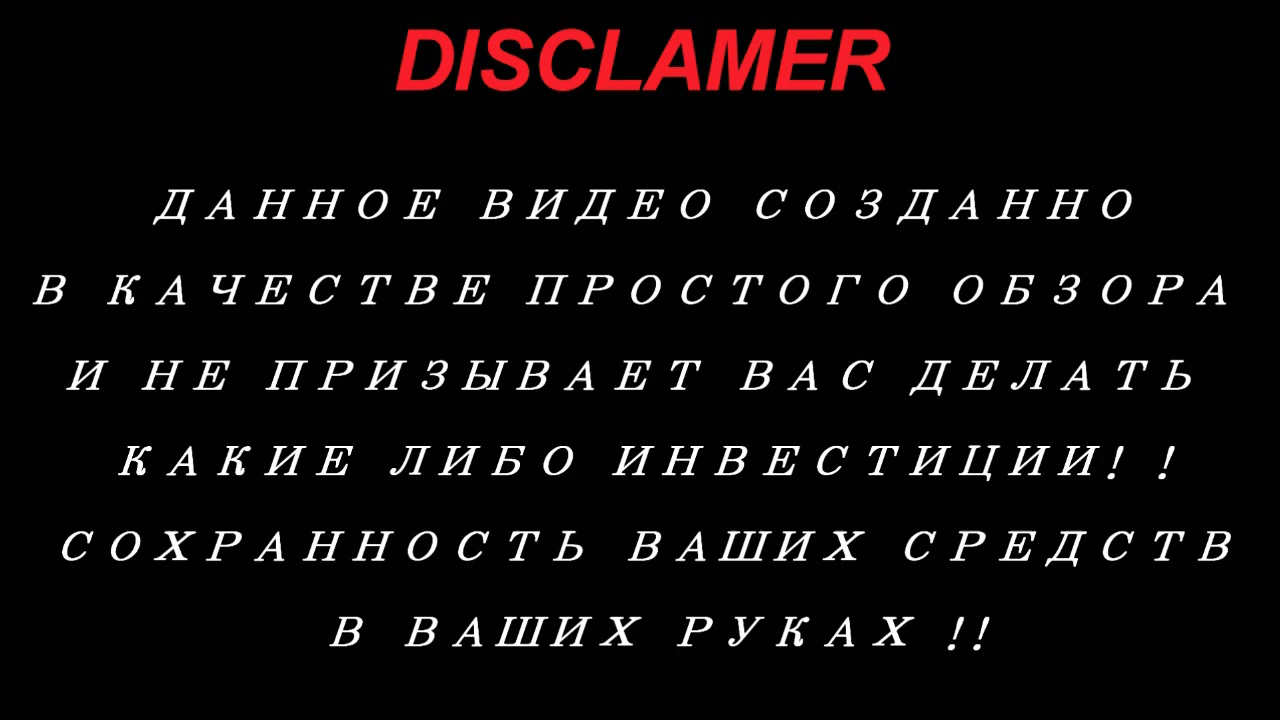 DISCLAMER
ДАННОЕ ВИДЕО СОЗДАННО
В КАЧЕСТВЕ ПРОСТОГО ОБЗОРА
И НЕ ПРИЗЫВАЕТ ВАС ДЕЛАТЬ
КАКИЕ ЛИБО ИНВЕСТИЦИИ! !
СОХРАННОСТЬ ВАШИХ СРЕДСТВ
В ВАШИХ РУКАХ !!